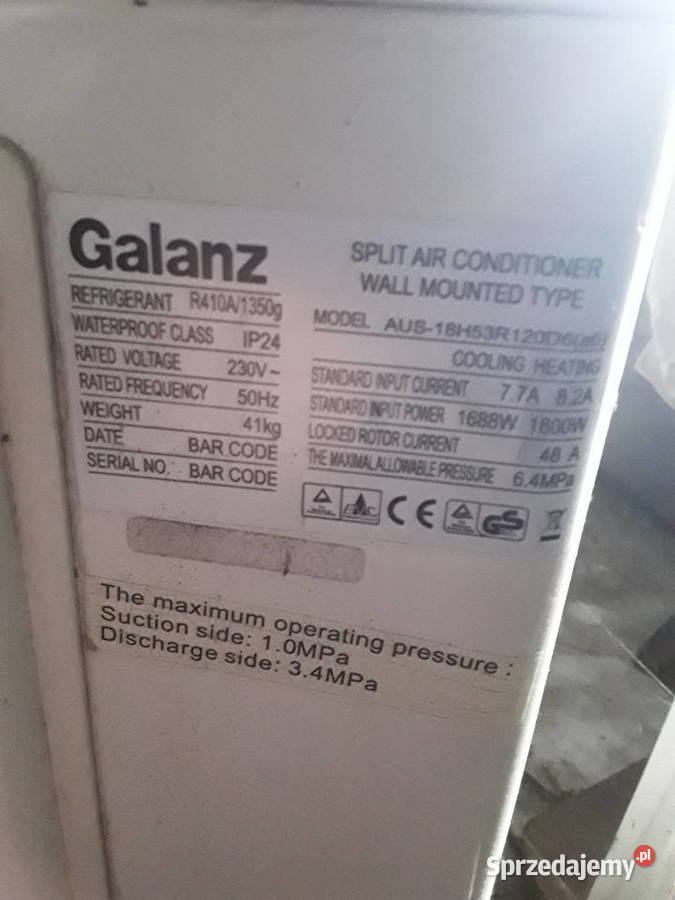 Galanz
REFRIGERANT R410A/1350g
WATERPROOF CLASS IP24
RATED VOLTAGE 230V~
RATED FREQUENCY 50Hz
WEIGHT 41kg
DATE BAR CODE
SERIAL NO. BAR CODE
SPLIT AIR CONDITIONER
WALL MOUNTED TYPE
MODEL AUS-18H53R120D6(a6)
COOLING HEATING
STANDARD INPUT CURRENT 7.7A 8.2A
STANDARD INPUT POWER 1688W 1800W
LOCKED ROTOR CURRENT 48 A
THE MAXIMAL ALLOWABLE PRESSURE 6.4MPa
EMC CE GS
The maximum operating pressure :
Suction side: 1.0MPa
Discharge side: 3.4MPa
Sprzedajemy.pl